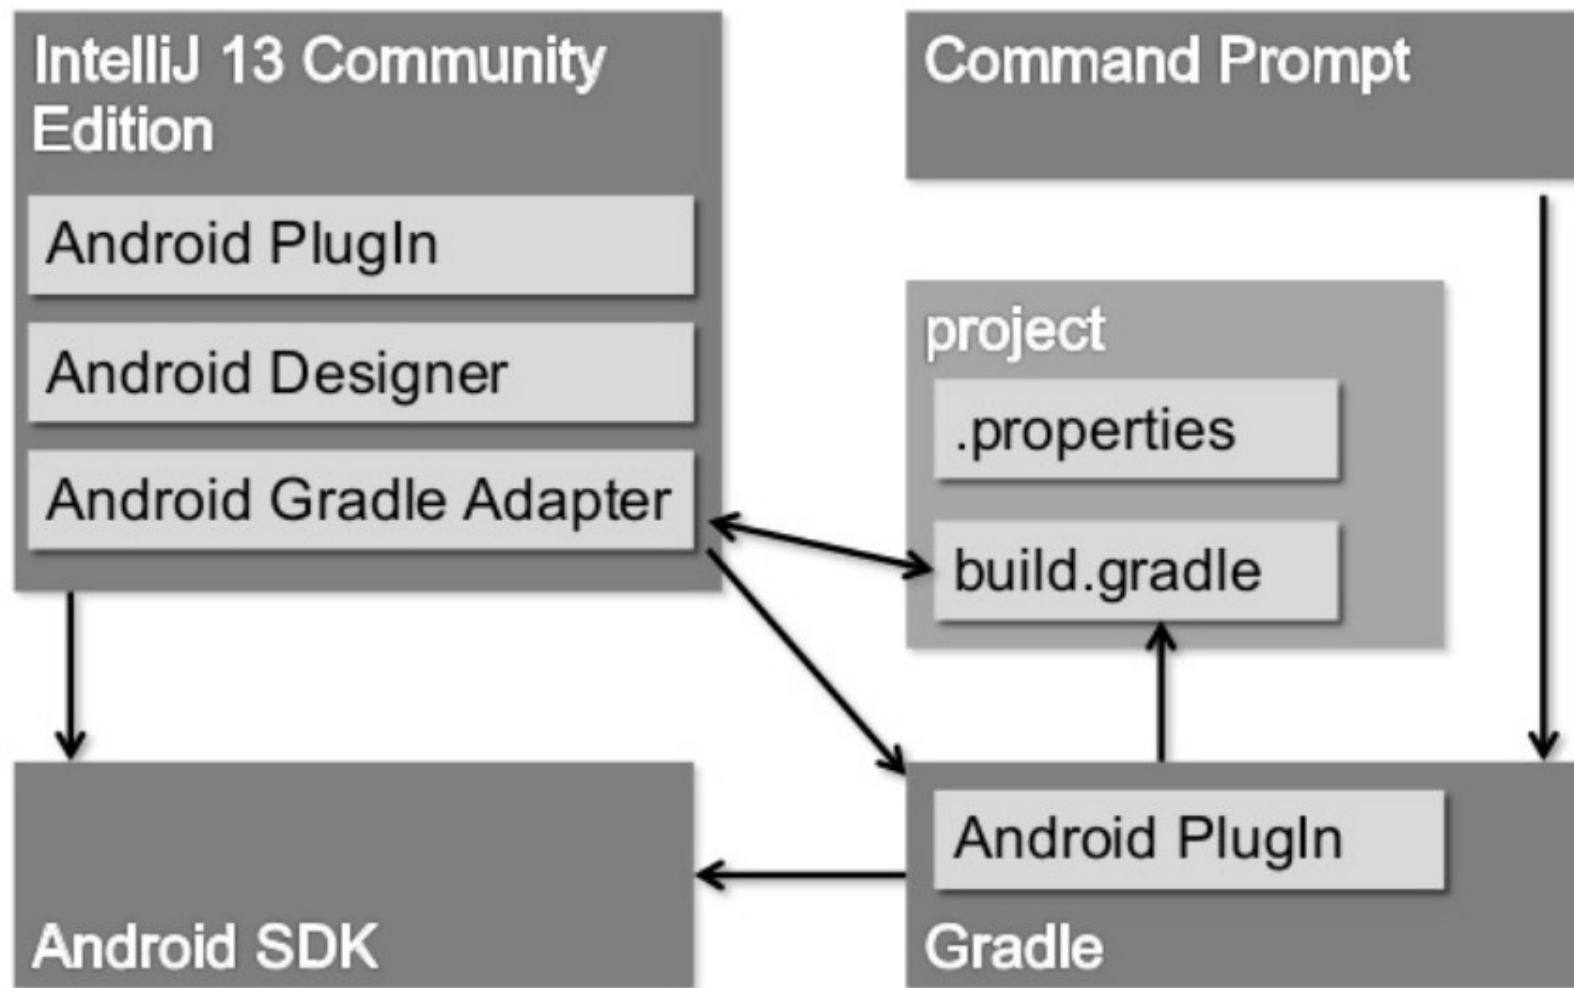 IntelliJ 13 Community
Edition
Android PlugIn
Android Designer
Android Gradle Adapter
Command Prompt
project
.properties
build.gradle
Android SDK
Android PlugIn
Gradle